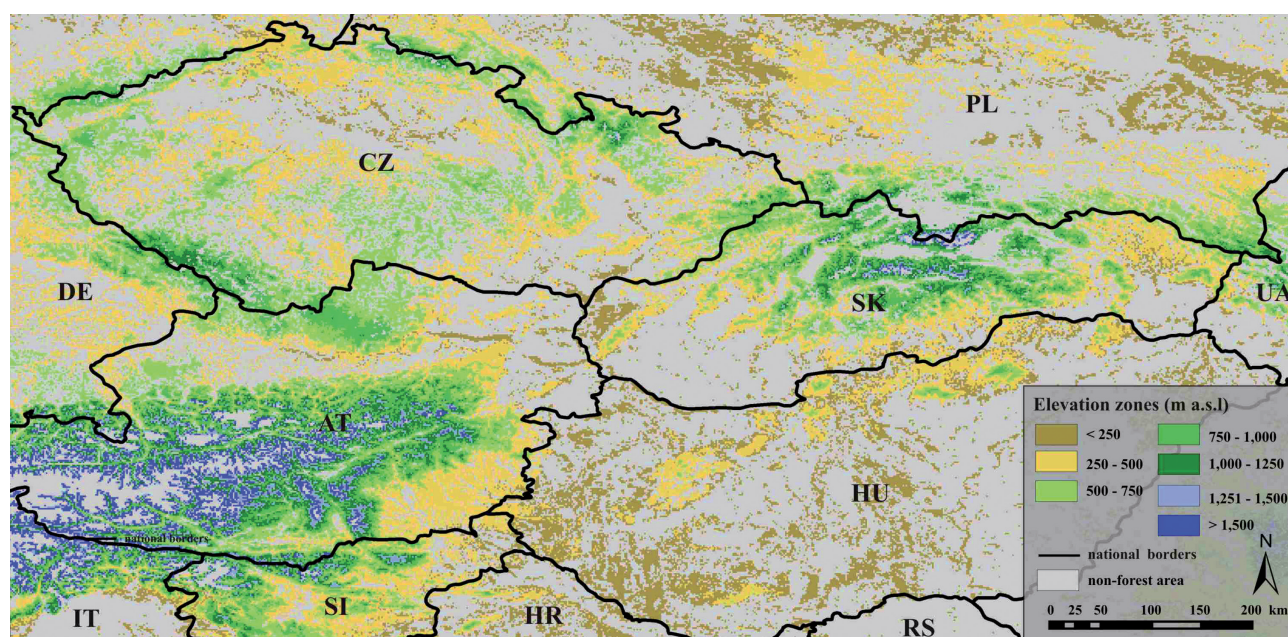 PL
CZ
DE
SK
UA
AT
HU
national borders
SI
IT
HR
RS
Elevation zones (m a.s.l)
< 250
250 - 500
500 - 750
750 - 1,000
1,000 - 1250
1,251 - 1,500
> 1,500
national borders
non-forest area
N
0 25 50 100 150 200 km